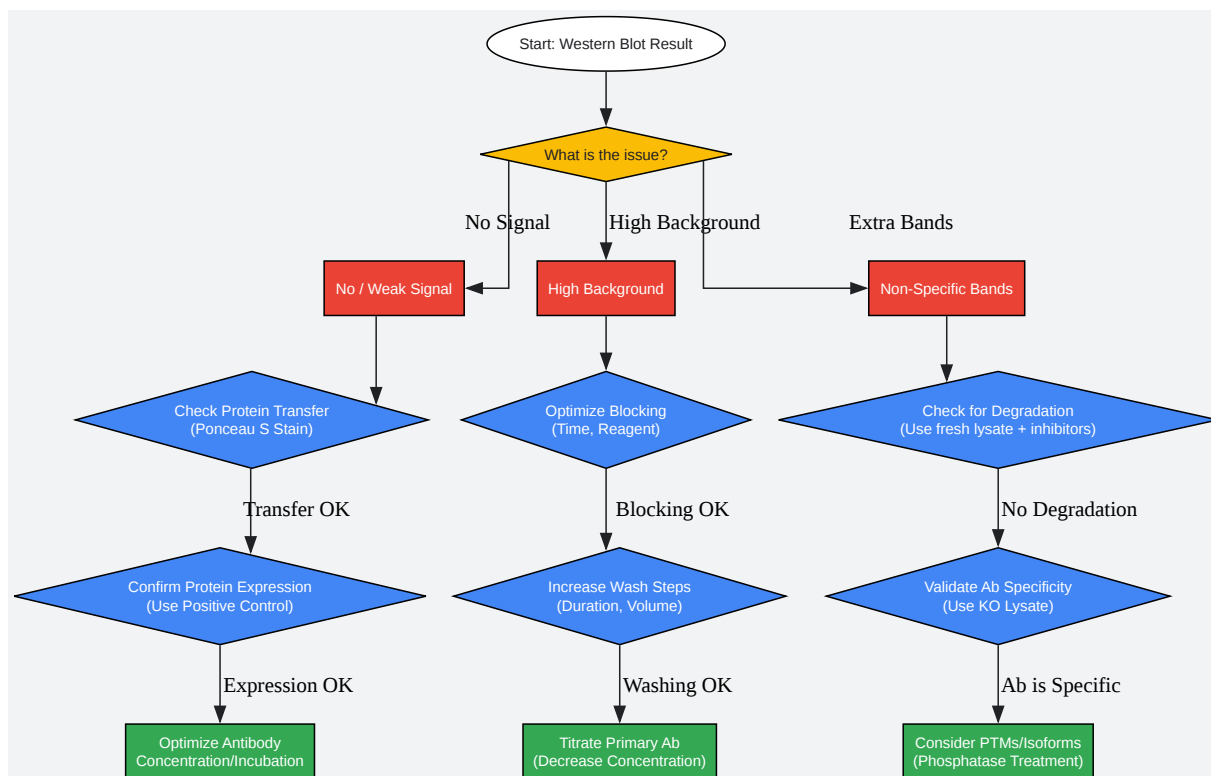 Start: Western Blot Result
What is the issue?
No Signal
High Background
Extra Bands
No / Weak Signal
High Background
Non-Specific Bands
Check Protein Transfer
(Ponceau S Stain)
Optimize Blocking
(Time, Reagent)
Check for Degradation
(Use fresh lysate + inhibitors)
Transfer OK
Blocking OK
No Degradation
Confirm Protein Expression
(Use Positive Control)
Increase Wash Steps
(Duration, Volume)
Validate Ab Specificity
(Use KO Lysate)
Expression OK
Washing OK
Ab is Specific
Optimize Antibody
Concentration/Incubation
Titrate Primary Ab
(Decrease Concentration)
Consider PTMs/Isoforms
(Phosphatase Treatment)